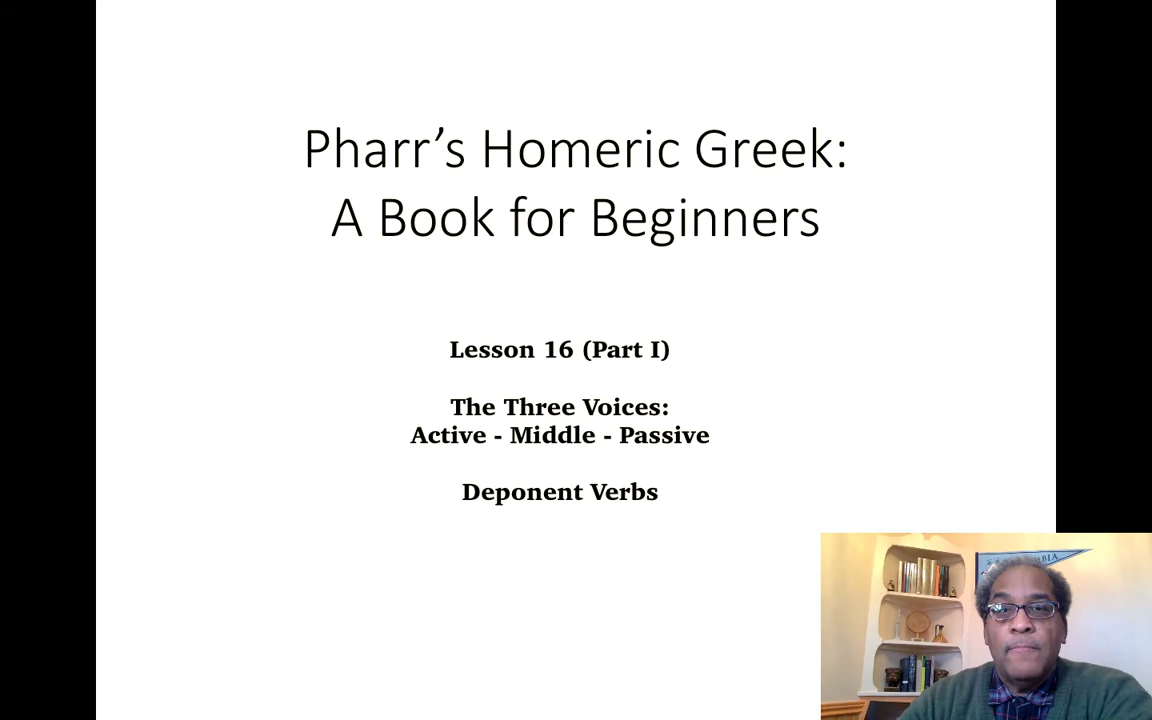 Pharr’s Homeric Greek:
A Book for Beginners
Lesson 16 (Part I)
The Three Voices:
Active - Middle - Passive
Deponent Verbs